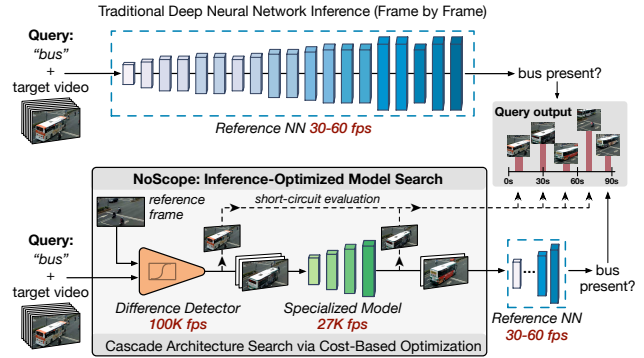 Traditional Deep Neural Network Inference (Frame by Frame)
Query:
“bus”
+
target video
Reference NN 30-60 fps
bus present?
Query output
0s 30s 60s 90s
NoScope: Inference-Optimized Model Search
reference
frame
short-circuit evaluation
Query:
“bus”
+
target video
Difference Detector
100K fps
Specialized Model
27K fps
bus
present?
Reference NN
30-60 fps
Cascade Architecture Search via Cost-Based Optimization